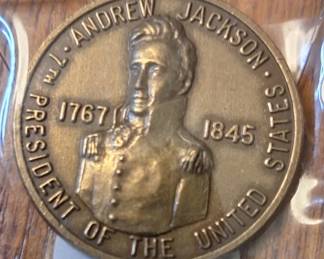 7TH · ANDREW JACKSON ·
PRESIDENT OF THE UNITED STATES
1767
1845